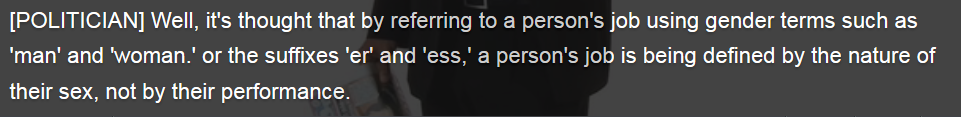 [POLITICIAN] Well, it's thought that by referring to a person's job using gender terms such as
'man' and 'woman.' or the suffixes 'er' and 'ess,' a person's job is being defined by the nature of
their sex, not by their performance.